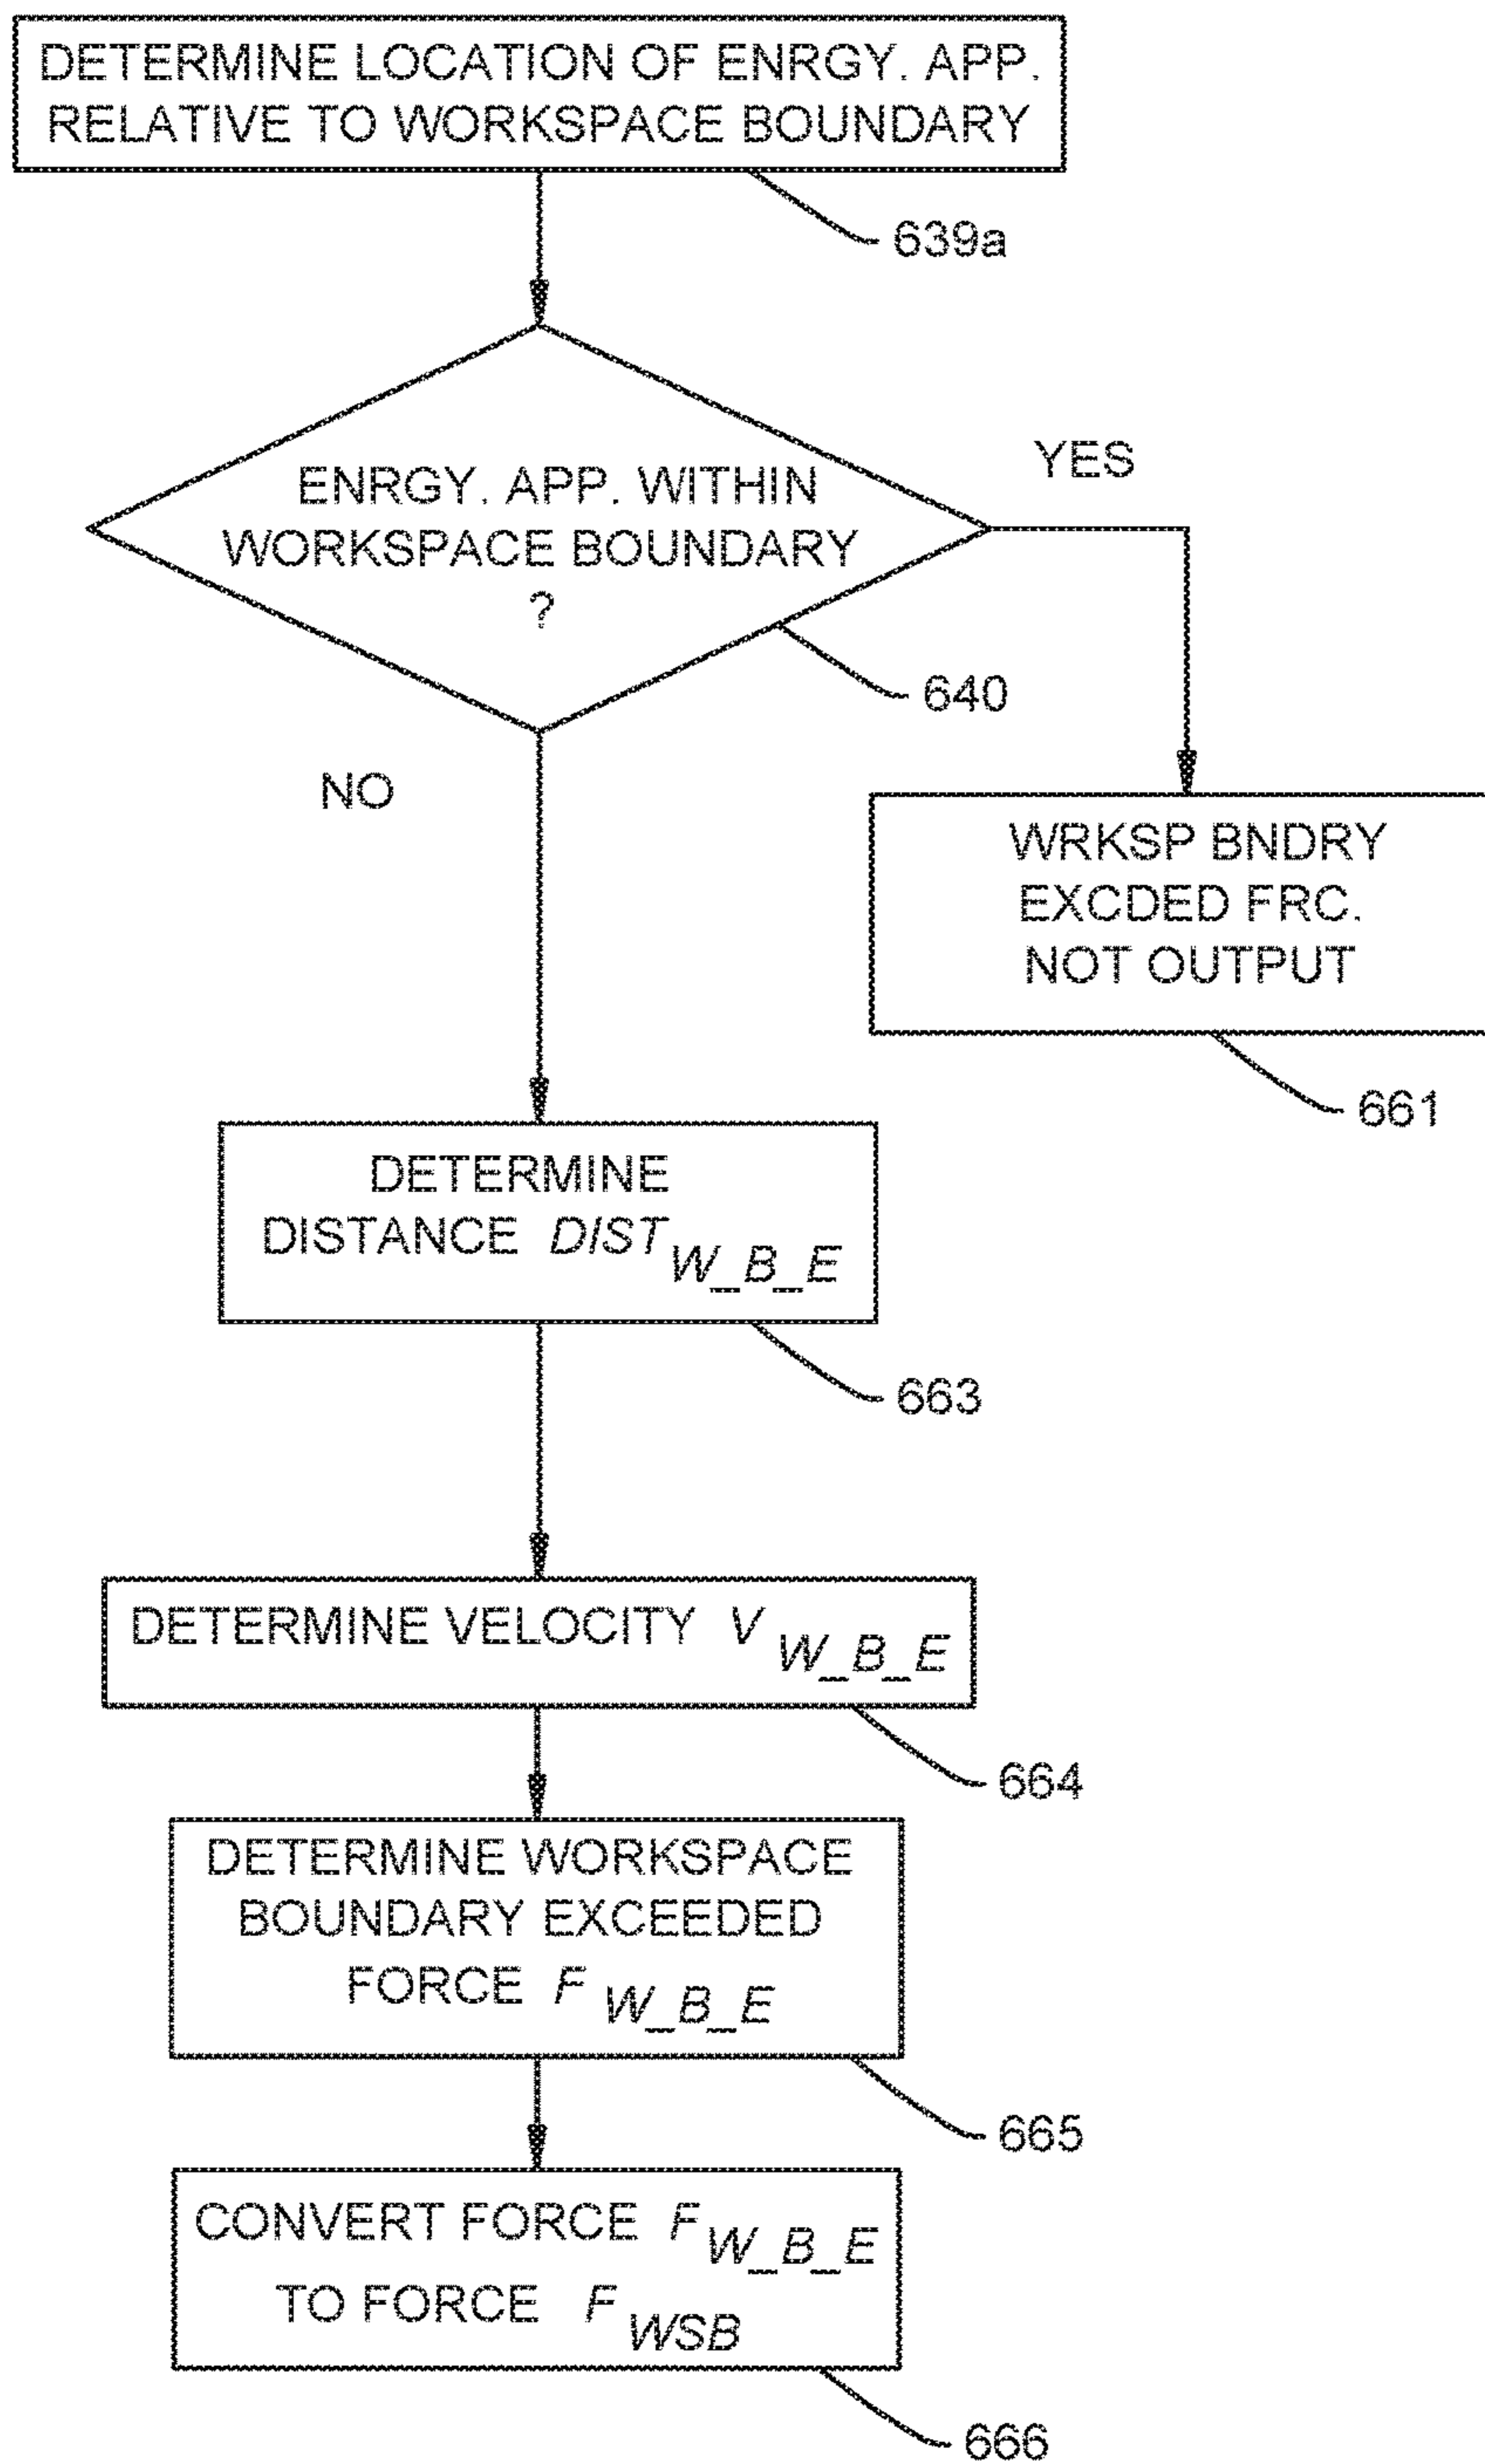 DETERMINE LOCATION OF ENRGY. APP.
RELATIVE TO WORKSPACE BOUNDARY
639a
ENRGY. APP. WITHIN
WORKSPACE BOUNDARY
?
YES
640
NO
WRKSP BNDRY
EXCDED FRC.
NOT OUTPUT
661
DETERMINE
DISTANCE DIST W_B_E
663
DETERMINE VELOCITY V W_B_E
664
DETERMINE WORKSPACE
BOUNDARY EXCEEDED
FORCE F W_B_E
665
CONVERT FORCE F W_B_E
TO FORCE F WSB
666